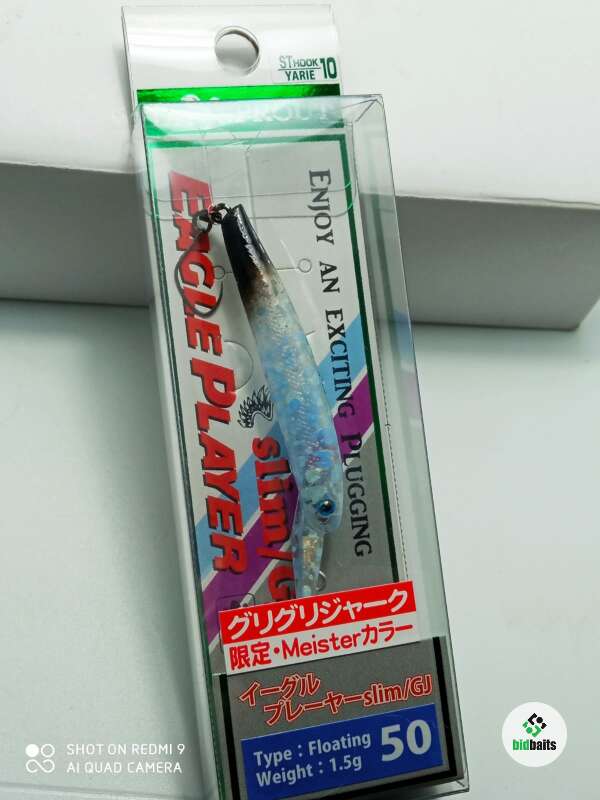 ST HOOK
YARIE 10
ENJOY AN EXCITING PLUGGING
EAGLE PLAYER
slim/G
グリグリジャーク
限定・Meisterカラー
イーグル
プレーヤーslim/GJ
Type：Floating
Weight：1.5g
50
SHOT ON REDMI 9
AI QUAD CAMERA
bidbaits